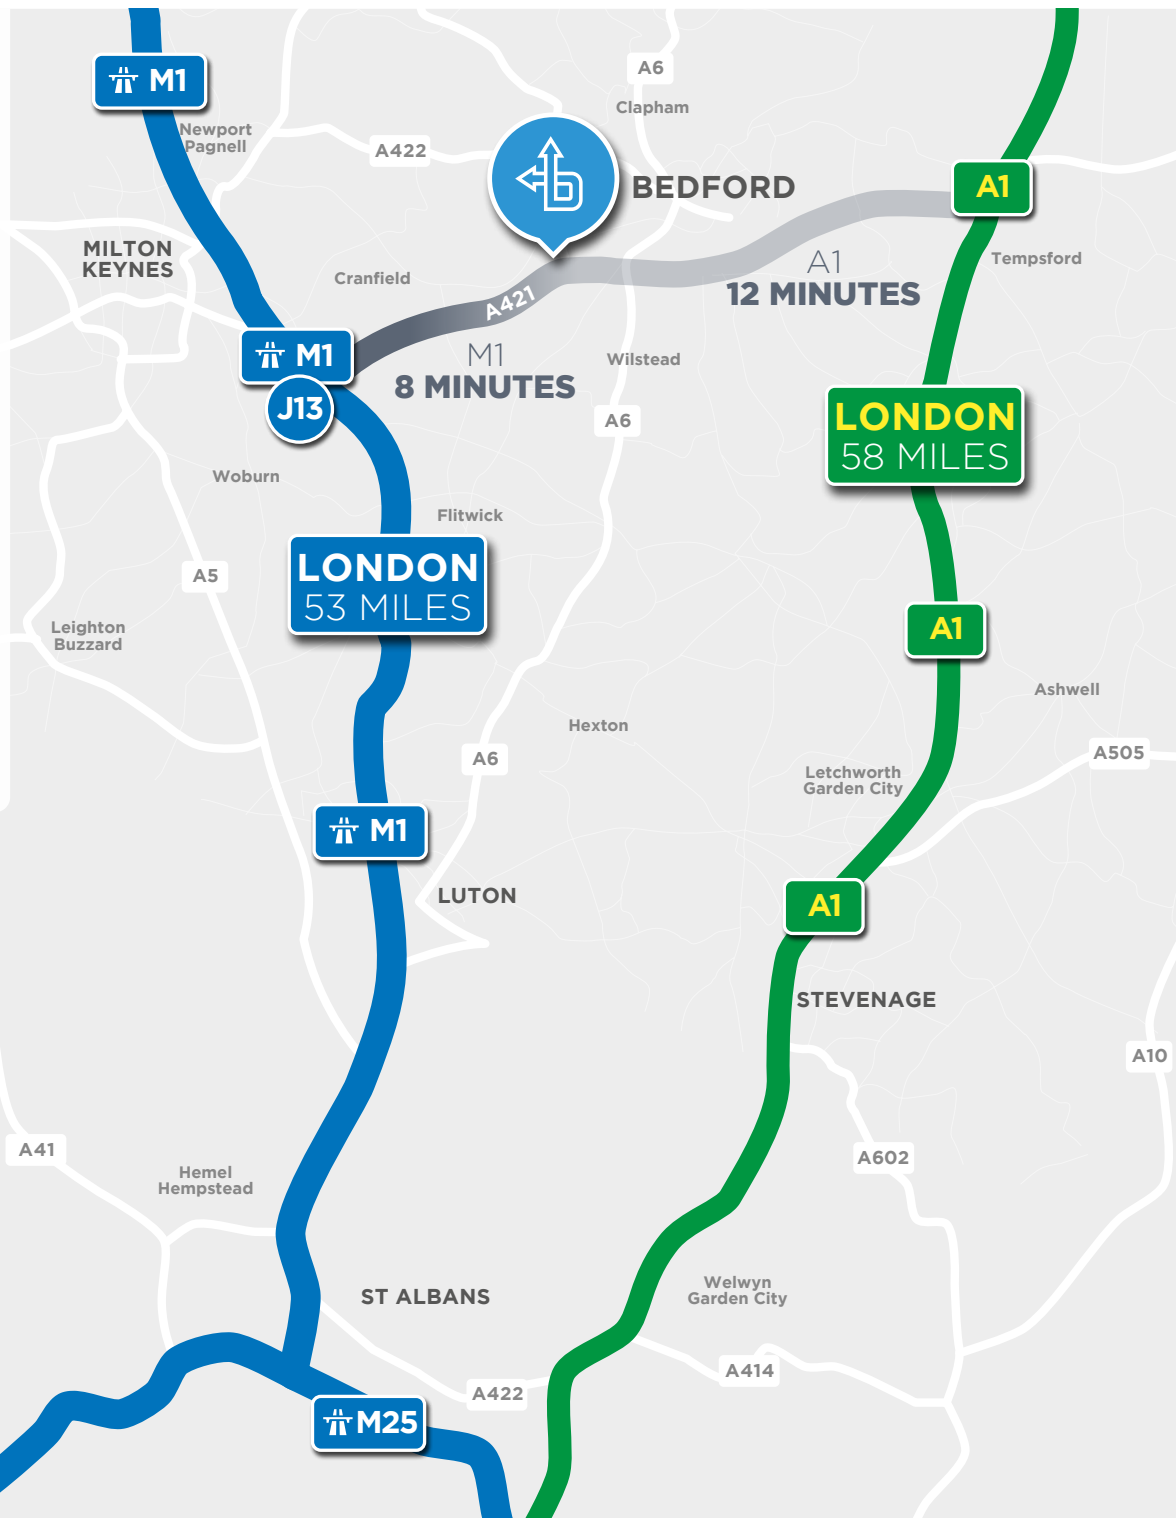 M1
A6
Clapham
Newport
Pagnell
A422
b
BEDFORD
A1
MILTON
KEYNES
Cranfield
A421
A1
12 MINUTES
Tempsford
M1
J13
M1
8 MINUTES
Wilstead
A6
LONDON
58 MILES
Woburn
Flitwick
A5
LONDON
53 MILES
Leighton
Buzzard
A1
Ashwell
Hexton
A6
A505
Letchworth
Garden City
M1
LUTON
A1
STEVENAGE
A10
A41
A602
Hemel
Hempstead
ST ALBANS
Welwyn
Garden City
A414
A422
M25